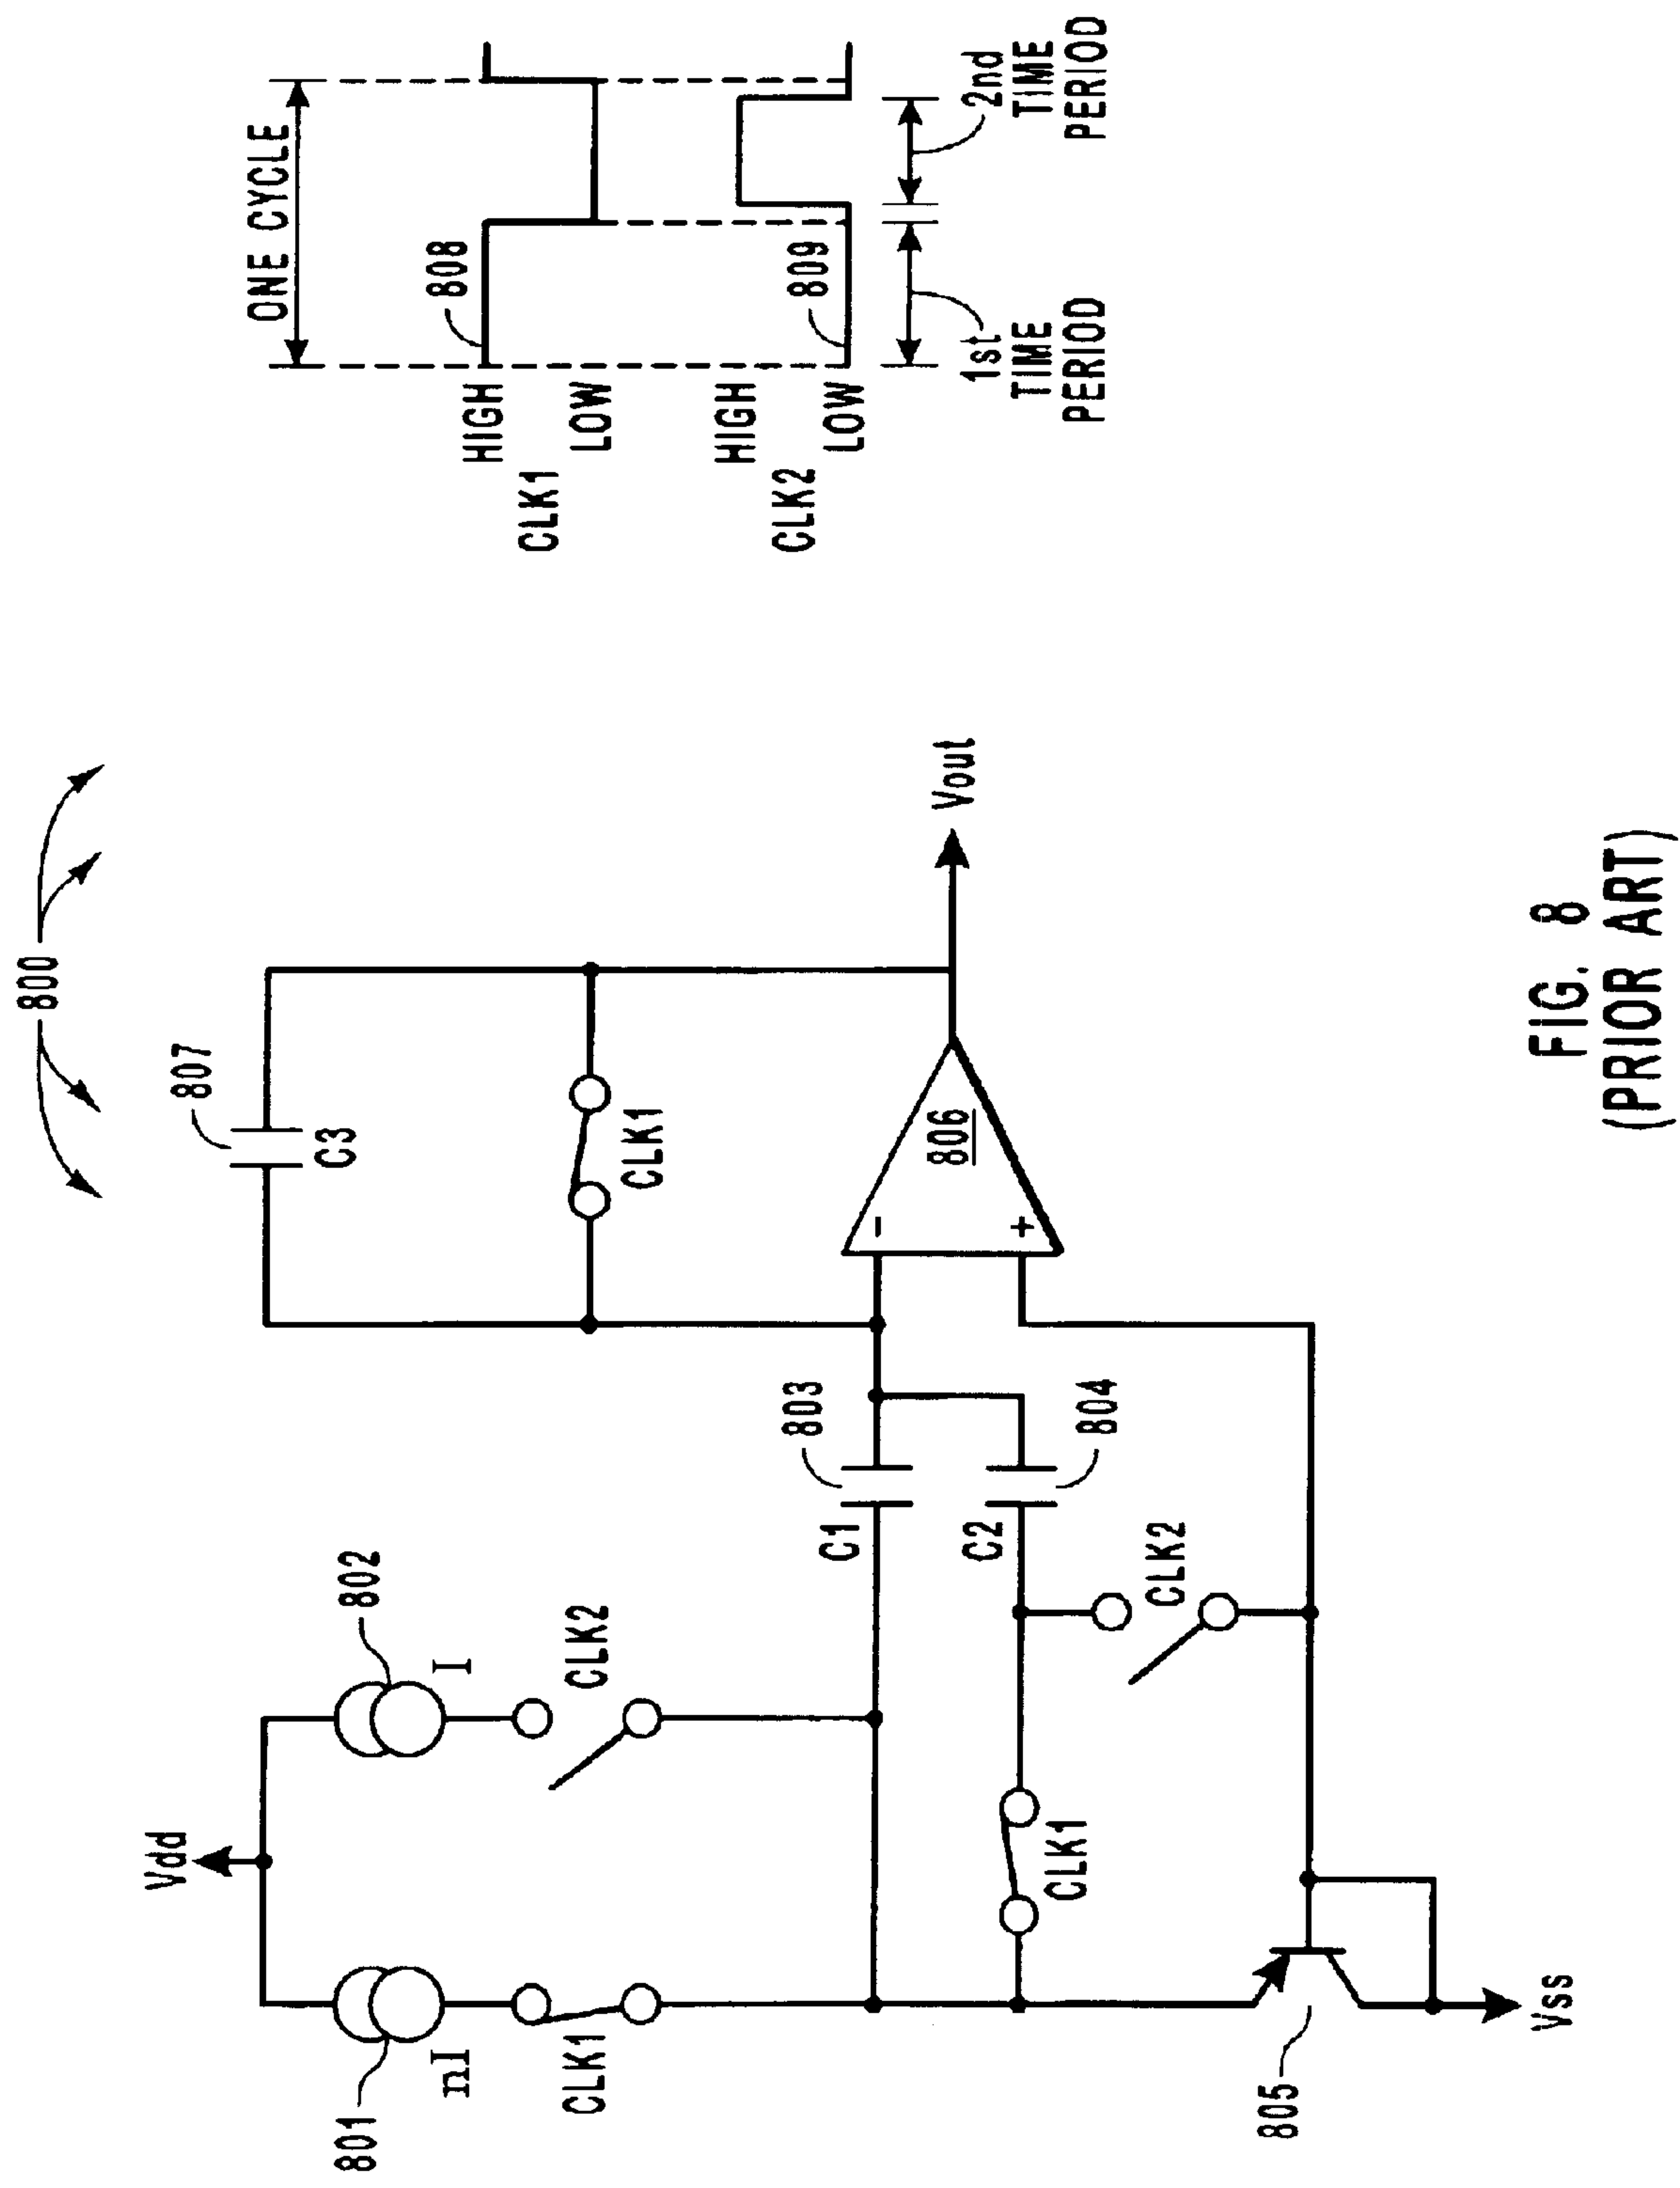 800
807
C3
CLK1
Vdd
801
nI
CLK1
802
I
CLK2
803
C1
C2
804
CLK1
CLK2
-
+
806
Vout
805
Vss
ONE CYCLE
808
HIGH
CLK1
LOW
809
HIGH
CLK2
LOW
1st
TIME
PERIOD
2nd
TIME
PERIOD
FIG. 8
(PRIOR ART)